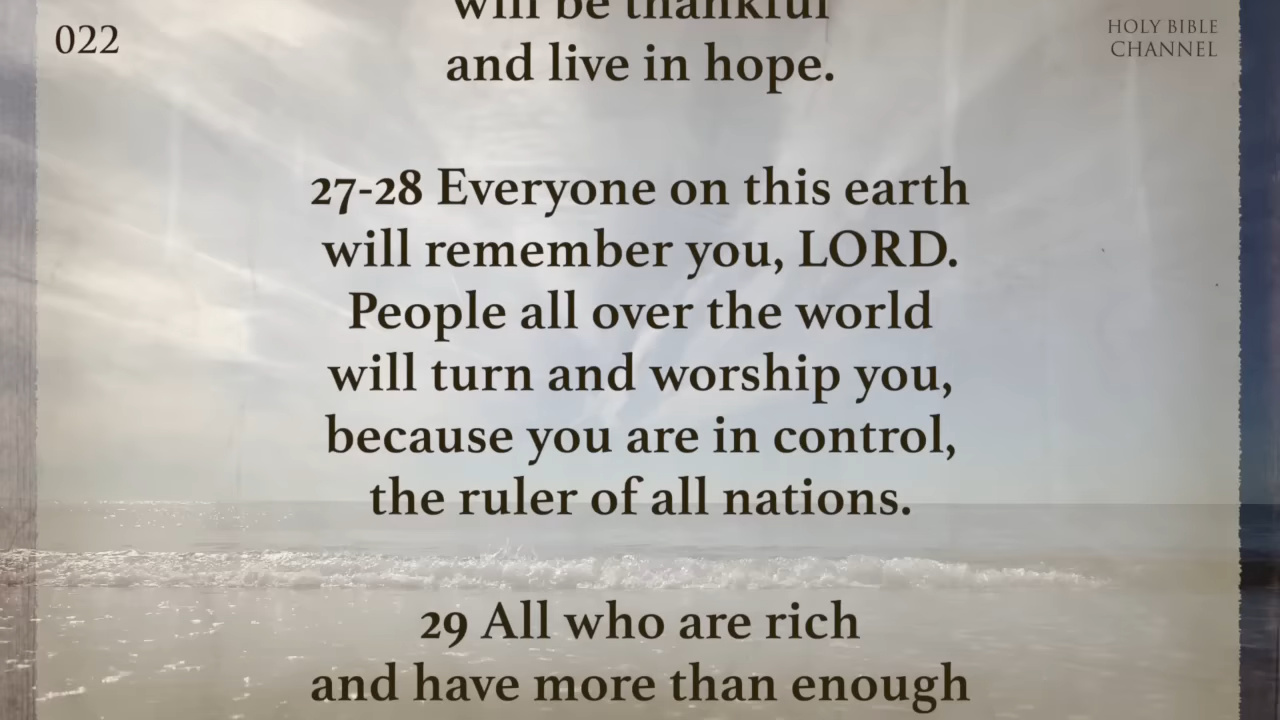 will be thankful
022
HOLY BIBLE
CHANNEL
and live in hope.
27-28 Everyone on this earth
will remember you, LORD.
People all over the world
will turn and worship you,
because you are in control,
the ruler of all nations.
29 All who are rich
and have more than enough